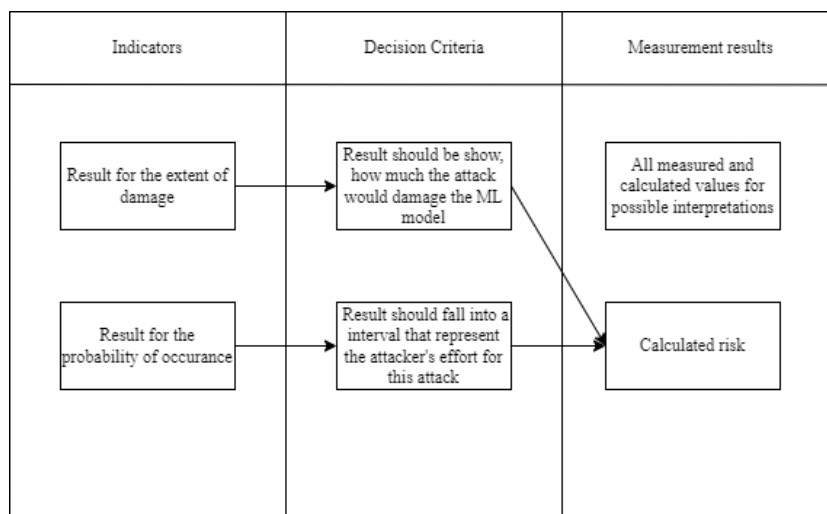 Indicators
Decision Criteria
Measurement results
Result for the extent of
damage
Result should be show,
how much the attack
would damage the ML
model
All measured and
calculated values for
possible interpretations
Result for the
probability of occurance
Result should fall into a
interval that represent
the attacker's effort for
this attack
Calculated risk